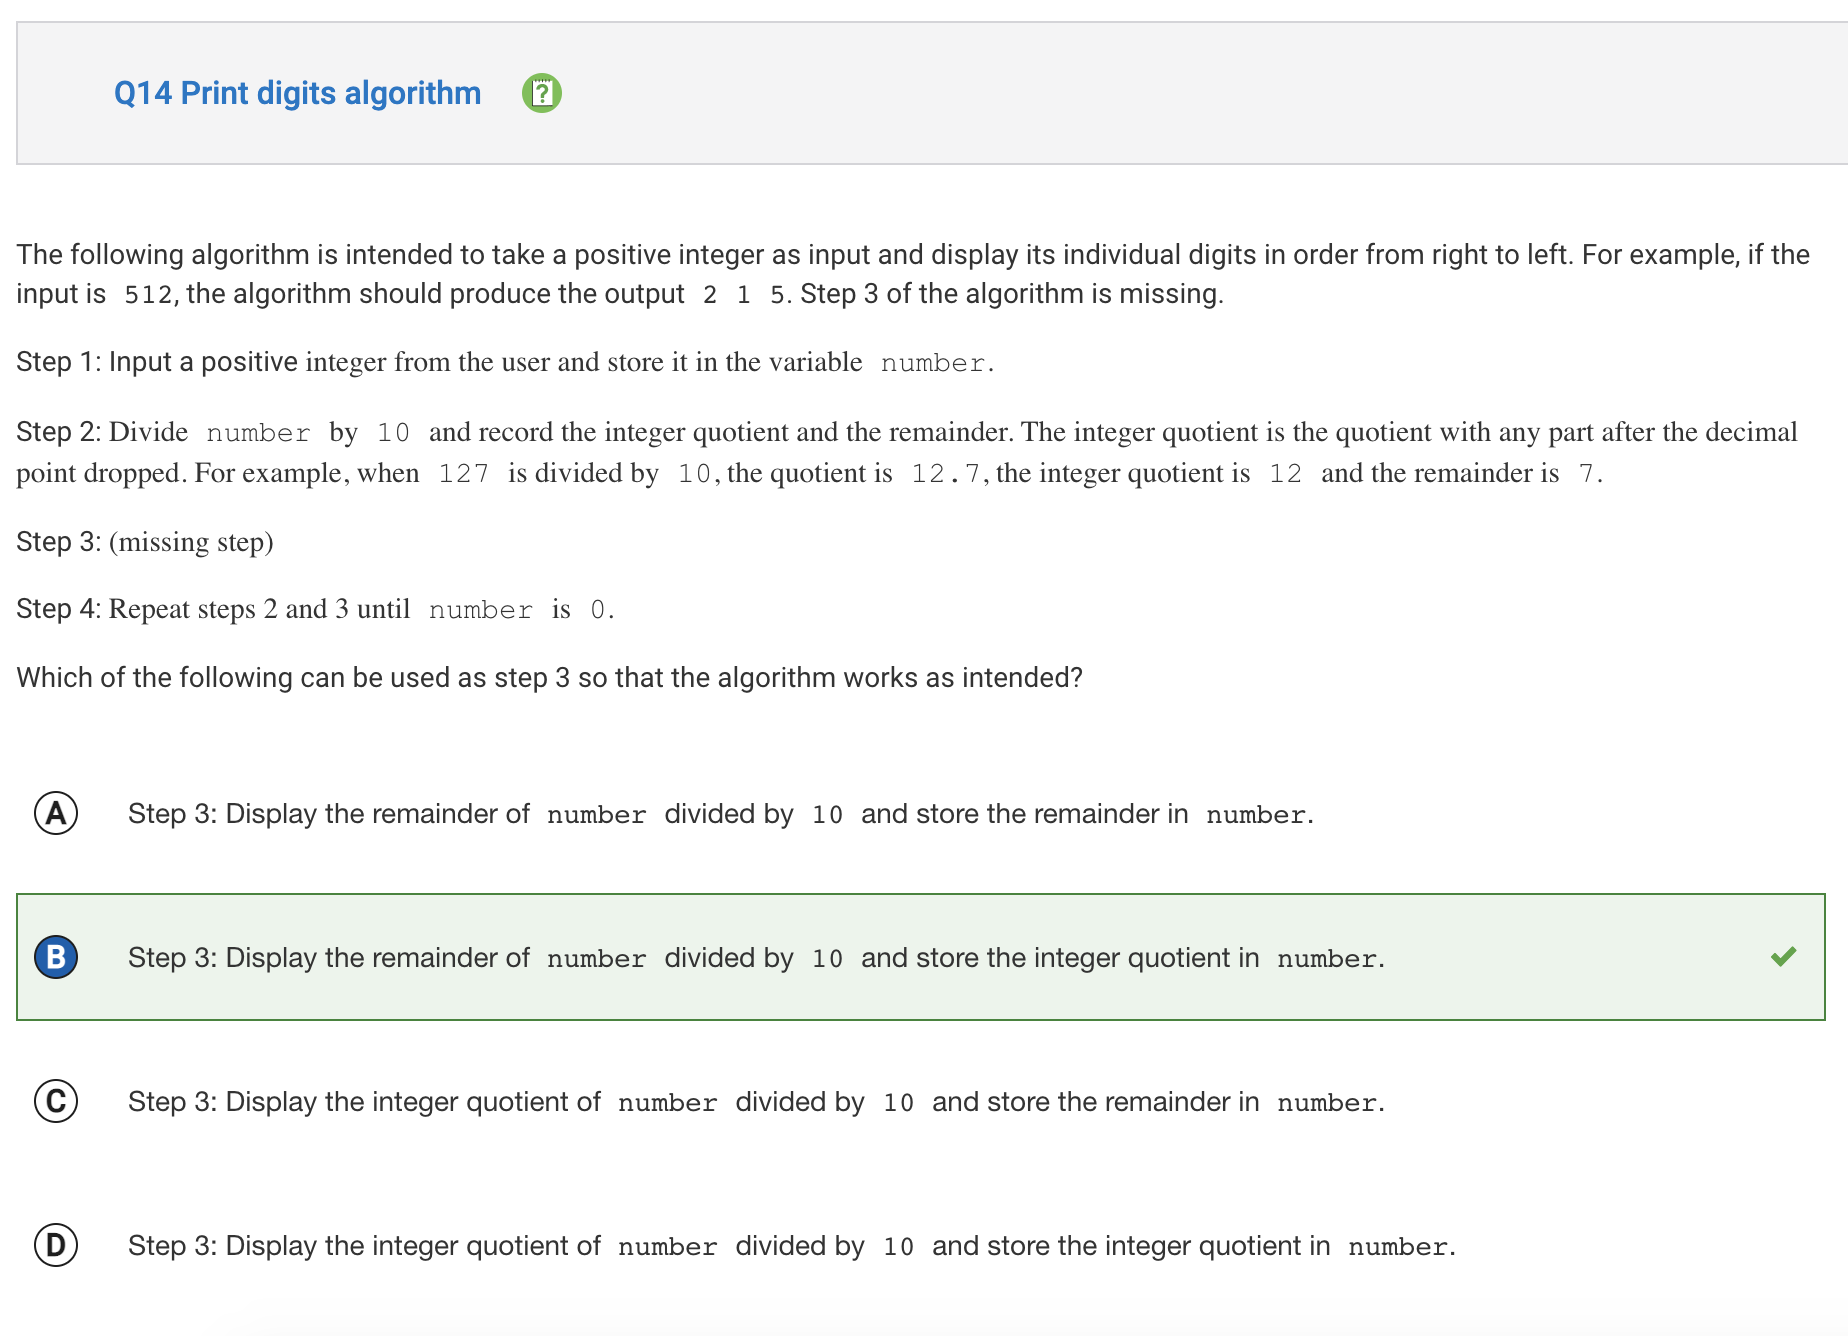 Q14 Print digits algorithm
The following algorithm is intended to take a positive integer as input and display its individual digits in order from right to left. For example, if the
input is 512, the algorithm should produce the output 2 1 5. Step 3 of the algorithm is missing.
Step 1: Input a positive integer from the user and store it in the variable number.
Step 2: Divide number by 10 and record the integer quotient and the remainder. The integer quotient is the quotient with any part after the decimal
point dropped. For example, when 127 is divided by 10, the quotient is 12.7, the integer quotient is 12 and the remainder is 7.
Step 3: (missing step)
Step 4: Repeat steps 2 and 3 until number is 0.
Which of the following can be used as step 3 so that the algorithm works as intended?
A Step 3: Display the remainder of number divided by 10 and store the remainder in number.
B Step 3: Display the remainder of number divided by 10 and store the integer quotient in number.
C Step 3: Display the integer quotient of number divided by 10 and store the remainder in number.
D Step 3: Display the integer quotient of number divided by 10 and store the integer quotient in number.